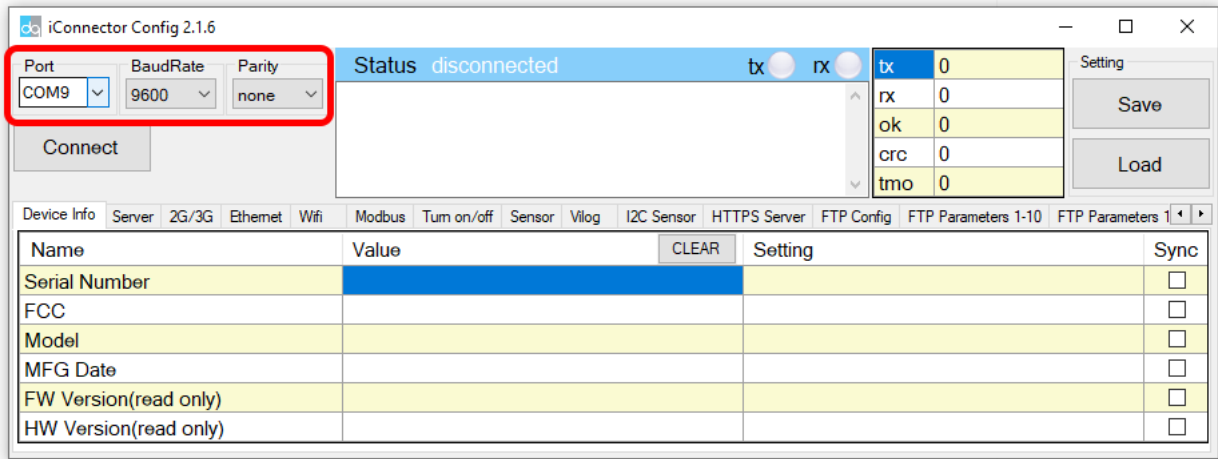 dq iConnector Config 2.1.6
Port BaudRate Parity
COM9 9600 none
Connect
Status disconnected tx rx
tx 0
rx 0
ok 0
crc 0
tmo 0
Setting
Save
Load
Device Info Server 2G/3G Ethernet Wifi Modbus Turn on/off Sensor Vilog I2C Sensor HTTPS Server FTP Config FTP Parameters 1-10 FTP Parameters 1
Name Value CLEAR Setting Sync
Serial Number
FCC
Model
MFG Date
FW Version(read only)
HW Version(read only)